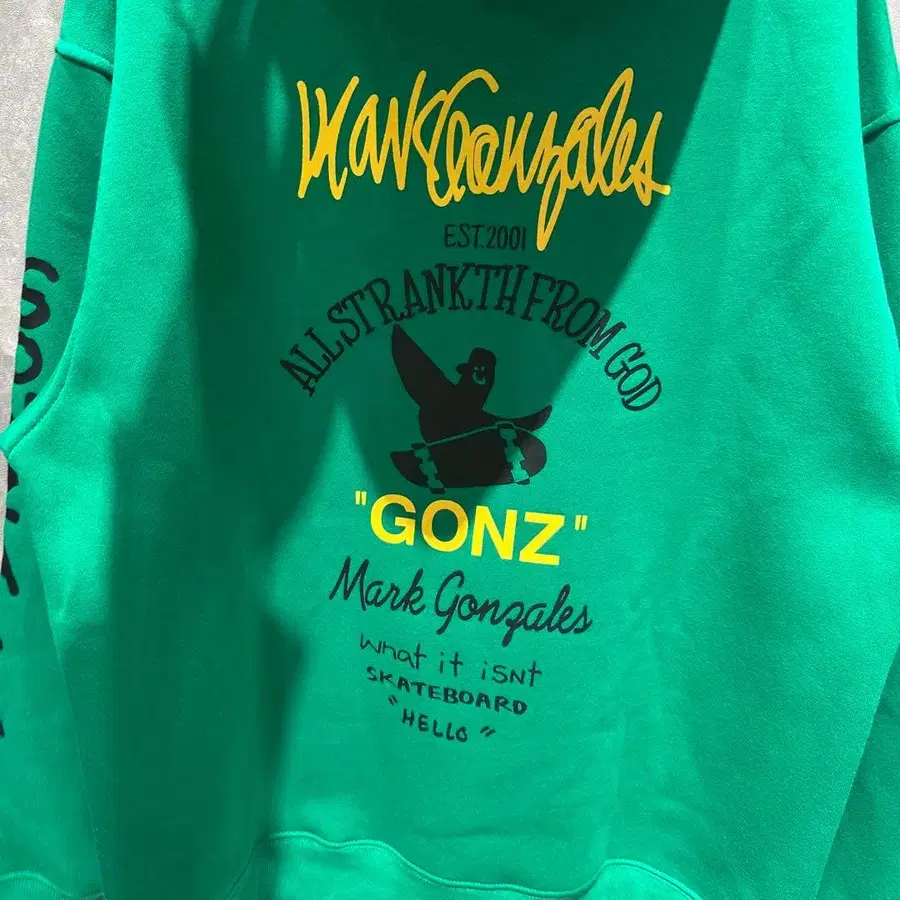 Mark Gonzales
EST.2001
ALL STRANKTH FROM GOD
"GONZ"
Mark Gonzales
what it iSNt
SKATEBOARD
"HELLO"